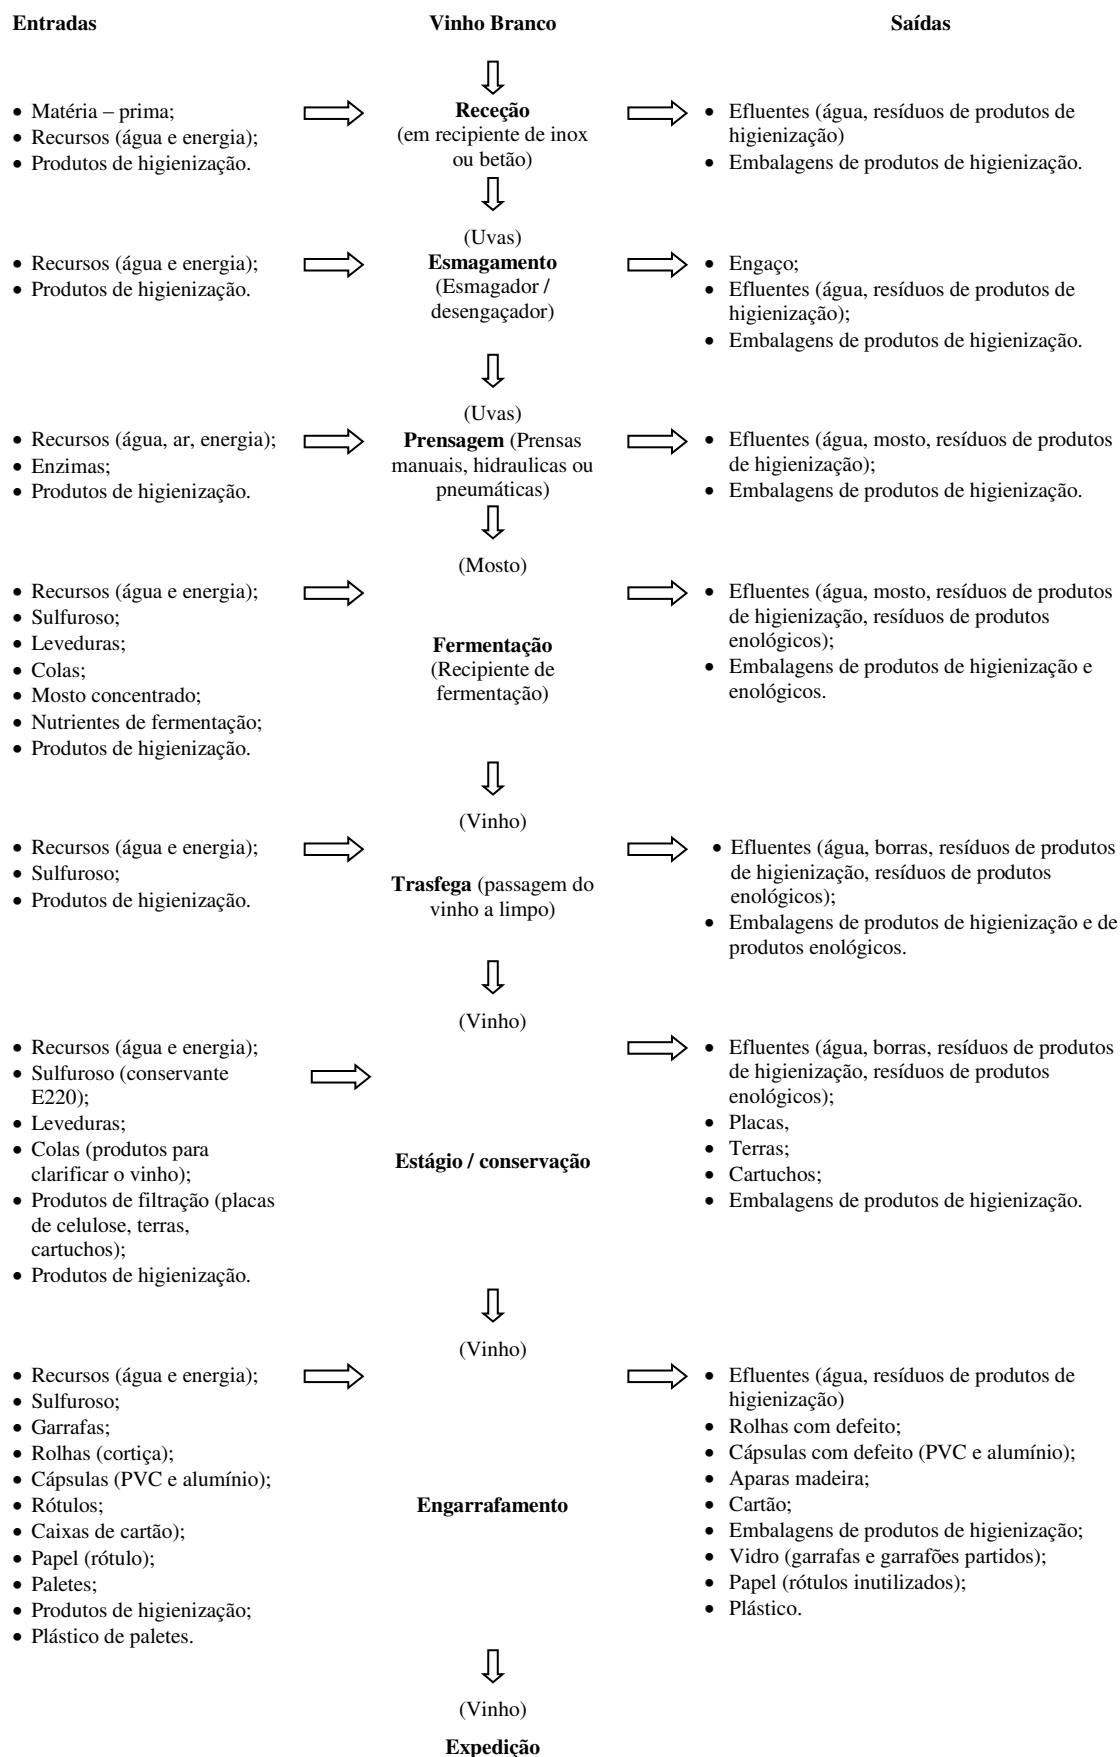 Entradas
Vinho Branco
Saídas
• Matéria – prima;
• Recursos (água e energia);
• Produtos de higienização.
Receção
(em recipiente de inox
ou betão)
• Efluentes (água, resíduos de produtos de
higienização)
• Embalagens de produtos de higienização.
(Uvas)
• Recursos (água e energia);
• Produtos de higienização.
Esmagamento
(Esmagador /
desengaçador)
• Engaço;
• Efluentes (água, resíduos de produtos de
higienização);
• Embalagens de produtos de higienização.
(Uvas)
• Recursos (água, ar, energia);
• Enzimas;
• Produtos de higienização.
Prensagem (Prensas
manuais, hidraulicas ou
pneumáticas)
• Efluentes (água, mosto, resíduos de produtos
de higienização);
• Embalagens de produtos de higienização.
(Mosto)
• Recursos (água e energia);
• Sulfuroso;
• Leveduras;
• Colas;
• Mosto concentrado;
• Nutrientes de fermentação;
• Produtos de higienização.
Fermentação
(Recipiente de
fermentação)
• Efluentes (água, mosto, resíduos de produtos
de higienização, resíduos de produtos
enológicos);
• Embalagens de produtos de higienização e
enológicos.
(Vinho)
• Recursos (água e energia);
• Sulfuroso;
• Produtos de higienização.
Trasfega (passagem do
vinho a limpo)
• Efluentes (água, borras, resíduos de produtos
de higienização, resíduos de produtos
enológicos);
• Embalagens de produtos de higienização e de
produtos enológicos.
(Vinho)
• Recursos (água e energia);
• Sulfuroso (conservante
E220);
• Leveduras;
• Colas (produtos para
clarificar o vinho);
• Produtos de filtração (placas
de celulose, terras,
cartuchos);
• Produtos de higienização.
Estágio / conservação
• Efluentes (água, borras, resíduos de produtos
de higienização, resíduos de produtos
enológicos);
• Placas,
• Terras;
• Cartuchos;
• Embalagens de produtos de higienização.
(Vinho)
• Recursos (água e energia);
• Sulfuroso;
• Garrafas;
• Rolhas (cortiça);
• Cápsulas (PVC e alumínio);
• Rótulos;
• Caixas de cartão);
• Papel (rótulo);
• Paletes;
• Produtos de higienização;
• Plástico de paletes.
Engarrafamento
• Efluentes (água, resíduos de produtos de
higienização)
• Rolhas com defeito;
• Cápsulas com defeito (PVC e alumínio);
• Aparas madeira;
• Cartão;
• Embalagens de produtos de higienização;
• Vidro (garrafas e garrafões partidos);
• Papel (rótulos inutilizados);
• Plástico.
(Vinho)
Expedição